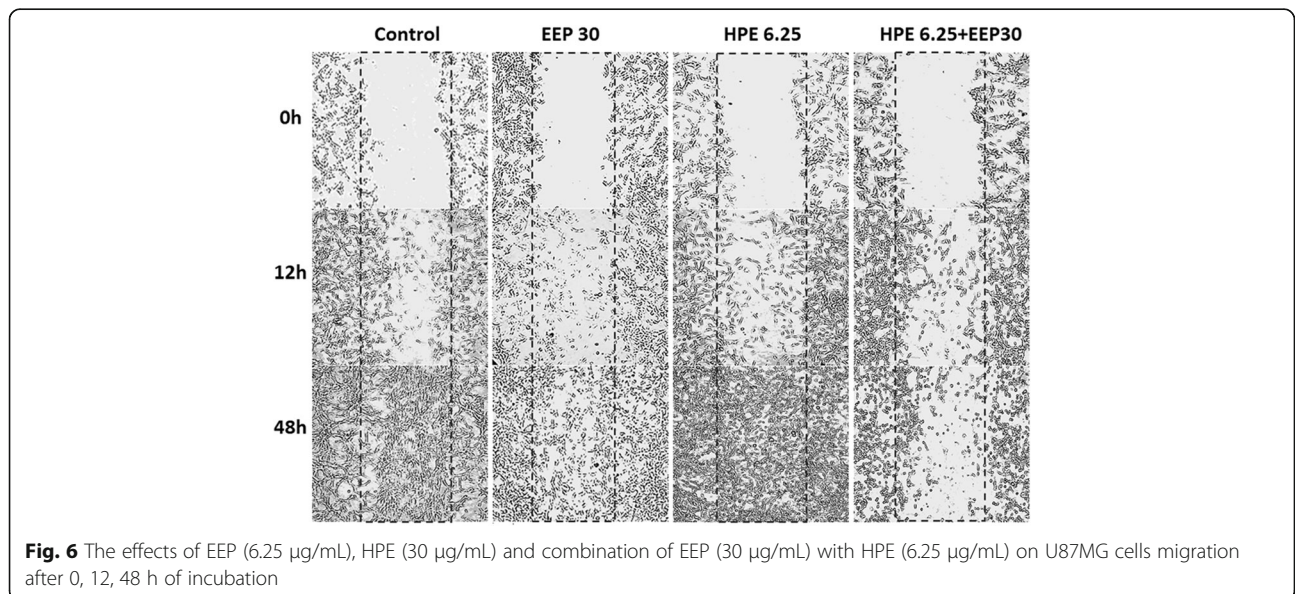 Control EEP 30 HPE 6.25 HPE 6.25+EEP30
0h
12h
48h
Fig. 6 The effects of EEP (6.25 μg/mL), HPE (30 μg/mL) and combination of EEP (30 μg/mL) with HPE (6.25 μg/mL) on U87MG cells migration
after 0, 12, 48 h of incubation